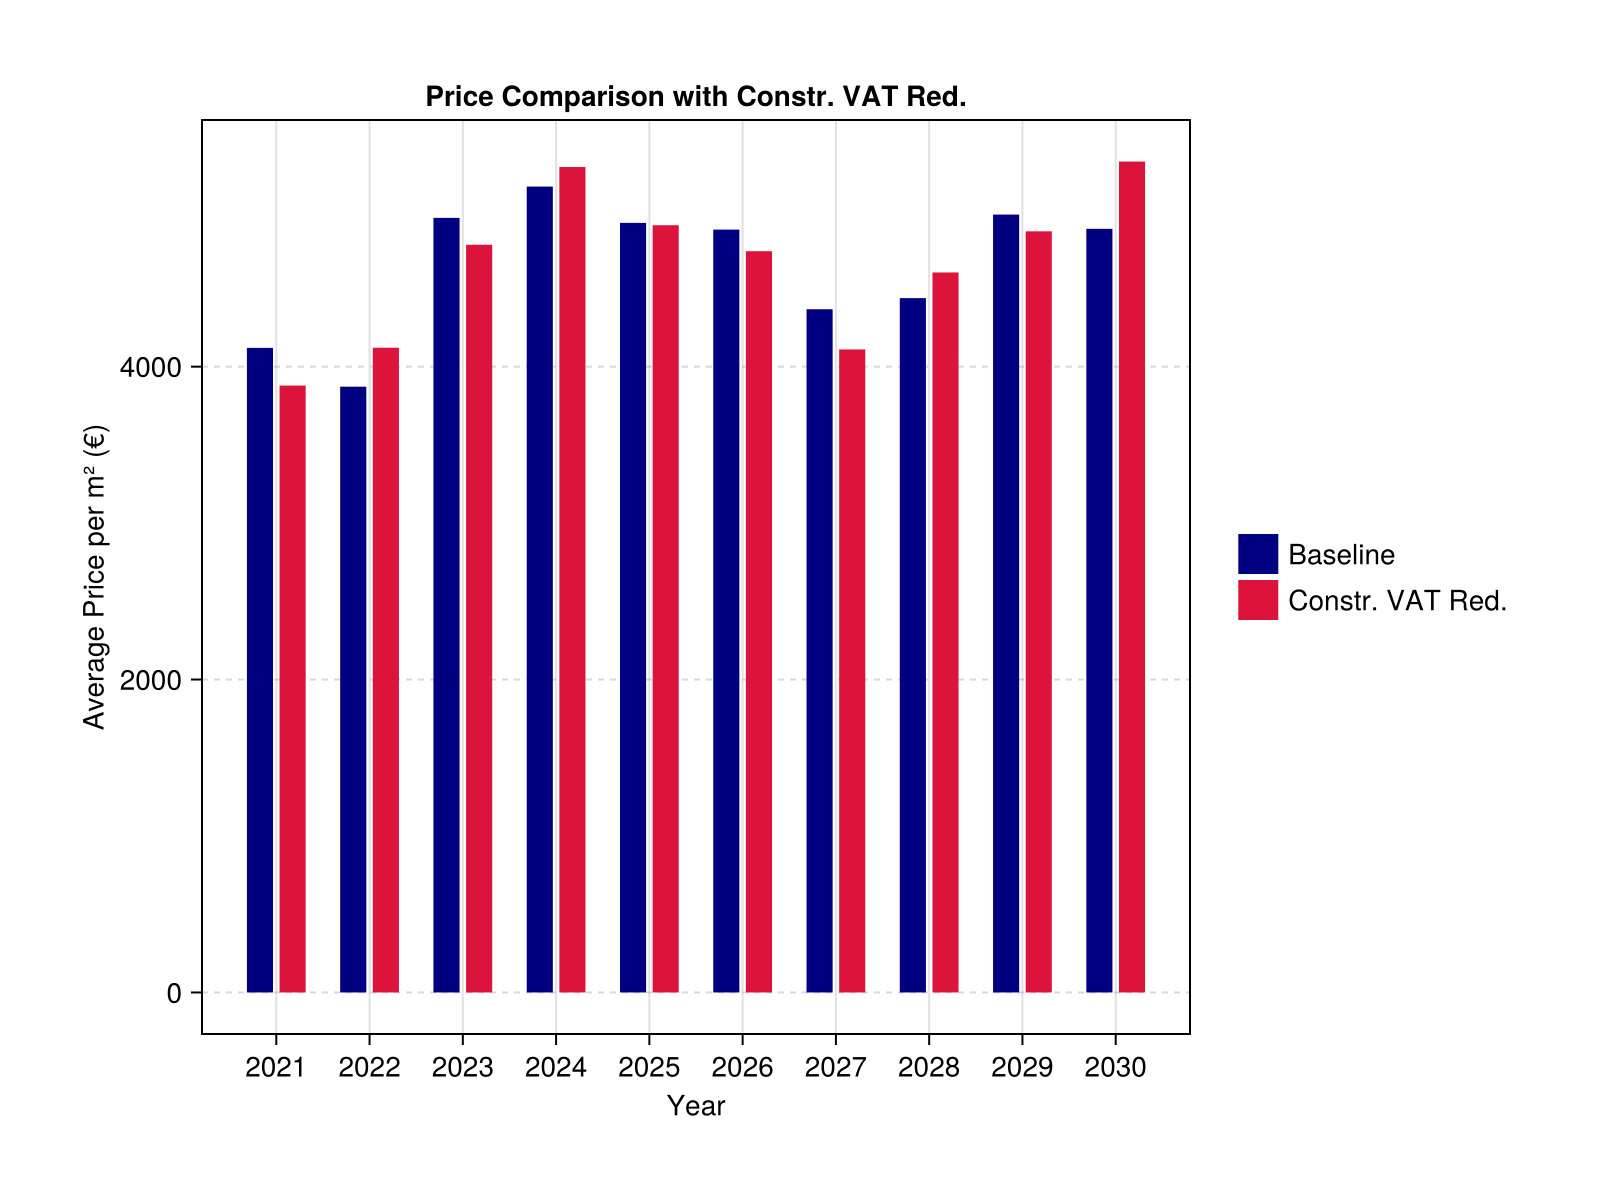 Price Comparison with Constr. VAT Red.
Average Price per m² (€)
4000
2000
0
2021 2022 2023 2024 2025 2026 2027 2028 2029 2030
Year
Baseline
Constr. VAT Red.